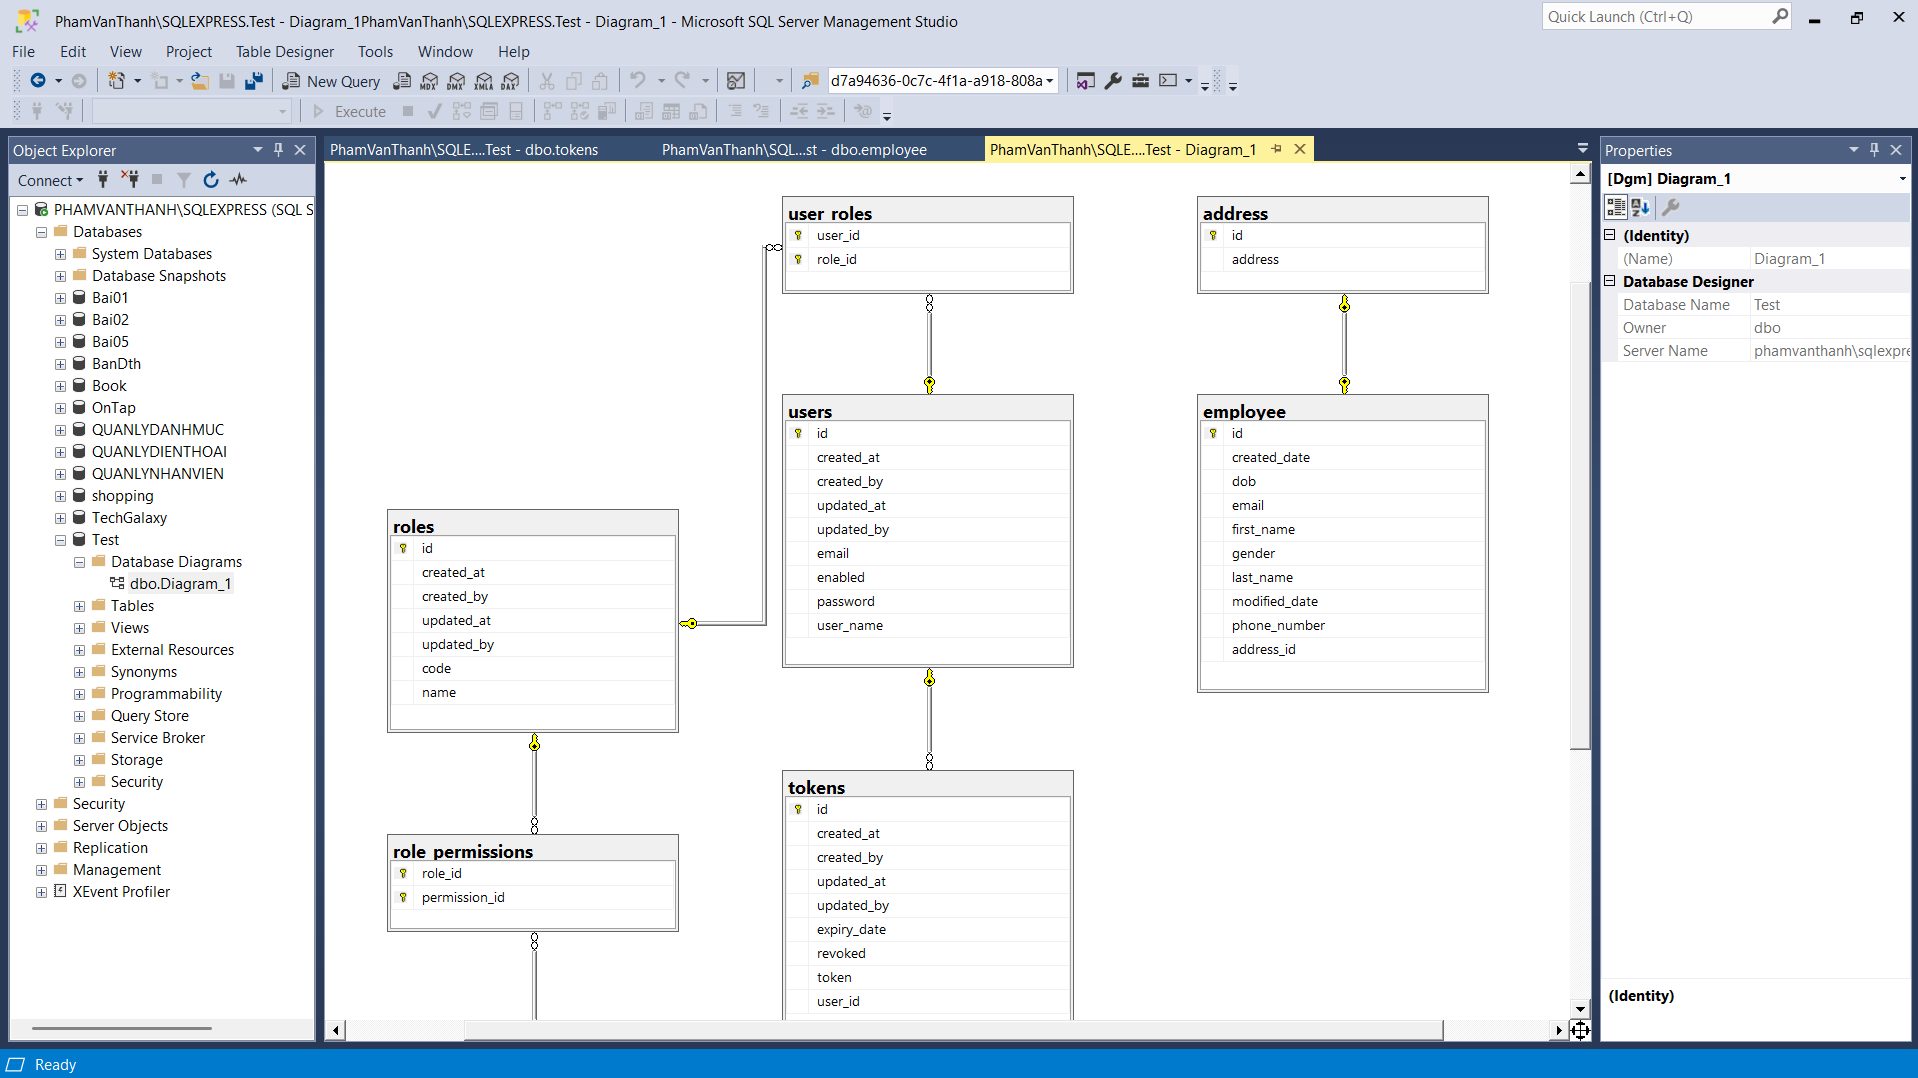 PhamVanThanh\SQLEXPRESS.Test - Diagram_1PhamVanThanh\SQLEXPRESS.Test - Diagram_1 - Microsoft SQL Server Management Studio
Quick Launch (Ctrl+Q)
File Edit View Project Table Designer Tools Window Help
New Query MDX DMX XMLA DAX d7a94636-0c7c-4f1a-a918-808a
Execute
Object Explorer
Connect
PHAMVANTHANH\SQLEXPRESS (SQL S
Databases
System Databases
Database Snapshots
Bai01
Bai02
Bai05
BanDth
Book
OnTap
QUANLYDANHMUC
QUANLYDIENTHOAI
QUANLYNHANVIEN
shopping
TechGalaxy
Test
Database Diagrams
dbo.Diagram_1
Tables
Views
External Resources
Synonyms
Programmability
Query Store
Service Broker
Storage
Security
Security
Server Objects
Replication
Management
XEvent Profiler
PhamVanThanh\SQLE....Test - dbo.tokens
PhamVanThanh\SQL...st - dbo.employee
PhamVanThanh\SQLE....Test - Diagram_1
user_roles
user_id
role_id
address
id
address
users
id
created_at
created_by
updated_at
updated_by
email
enabled
password
user_name
employee
id
created_date
dob
email
first_name
gender
last_name
modified_date
phone_number
address_id
roles
id
created_at
created_by
updated_at
updated_by
code
name
role_permissions
role_id
permission_id
tokens
id
created_at
created_by
updated_at
updated_by
expiry_date
revoked
token
user_id
Properties
[Dgm] Diagram_1
(Identity)
(Name) Diagram_1
Database Designer
Database Name Test
Owner dbo
Server Name phamvanthanh\sqlexpre
(Identity)
Ready